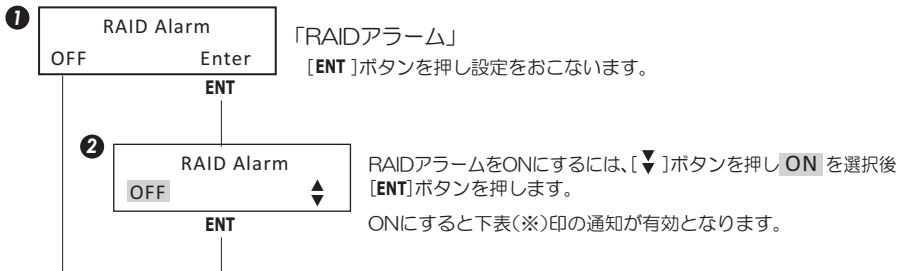 ❶
RAID Alarm
OFF Enter
「RAIDアラーム」
[ENT ]ボタンを押し設定をおこないます。
ENT
❷
RAID Alarm
OFF
RAIDアラームをONにするには、[▼ ]ボタンを押し ON を選択後
[ENT]ボタンを押します。
ENT
ONにすると下表(※)印の通知が有効となります。